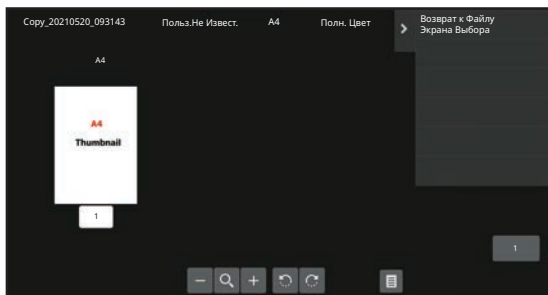 Copy_20210520_093143 Польз.Не Извест. A4 Полн. Цвет
Возврат к Файлу
Экрана Выбора
A4
A4
Thumbnail
1
1